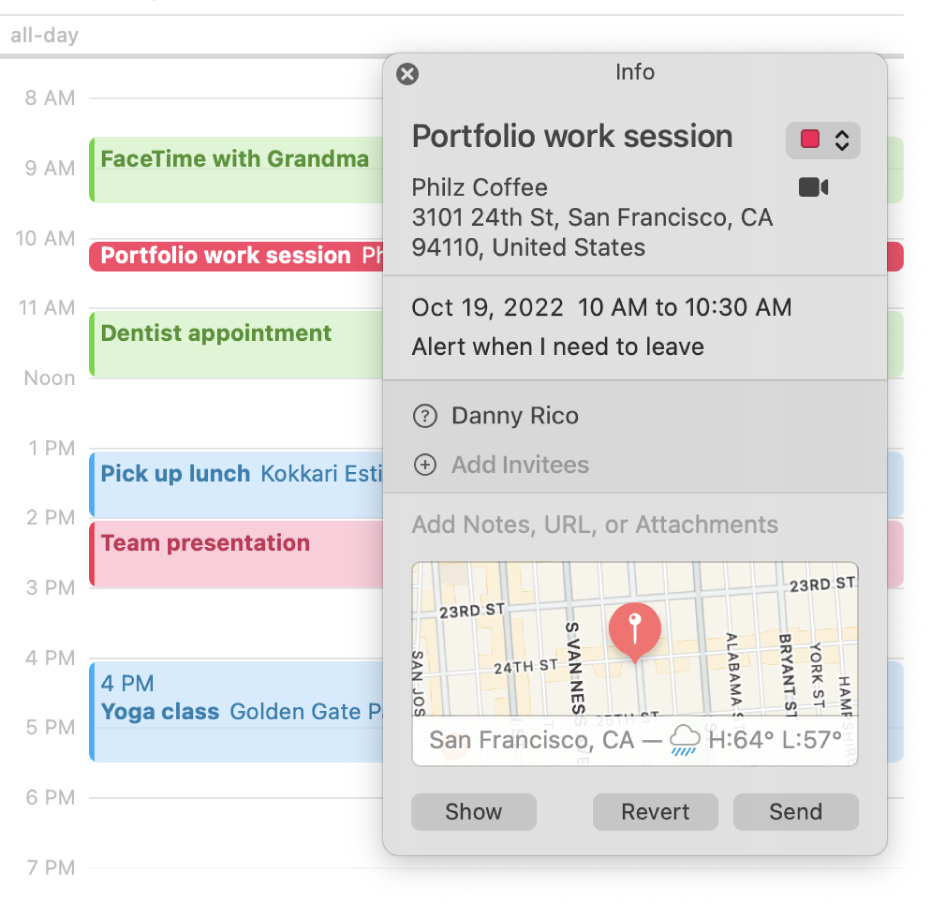 all-day
8 AM
FaceTime with Grandma
9 AM
10 AM
Portfolio work session
11 AM
Dentist appointment
Noon
1 PM
Pick up lunch Kokkari Esti
2 PM
Team presentation
3 PM
4 PM
4 PM
Yoga class Golden Gate
5 PM
6 PM
7 PM
Info
Portfolio work session
Philz Coffee
3101 24th St, San Francisco, CA
94110, United States
Oct 19, 2022 10 AM to 10:30 AM
Alert when I need to leave
Danny Rico
Add Invitees
Add Notes, URL, or Attachments
23RD ST
23RD ST
24TH ST
25TH ST
SAN JOS
S VAN NESS
ALABAMA S
BRYANT ST
YORK ST
HAMPSHIRE
San Francisco, CA — H:64° L:57°
Show
Revert
Send